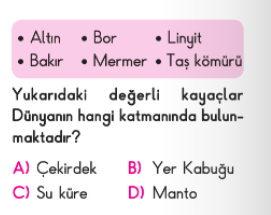 • Altın • Bor • Linyit
• Bakır • Mermer • Taş kömürü
Yukarıdaki değerli kayaçlar
Dünyanın hangi katmanında bulun-
maktadır?
A) Çekirdek B) Yer Kabuğu
C) Su küre D) Manto